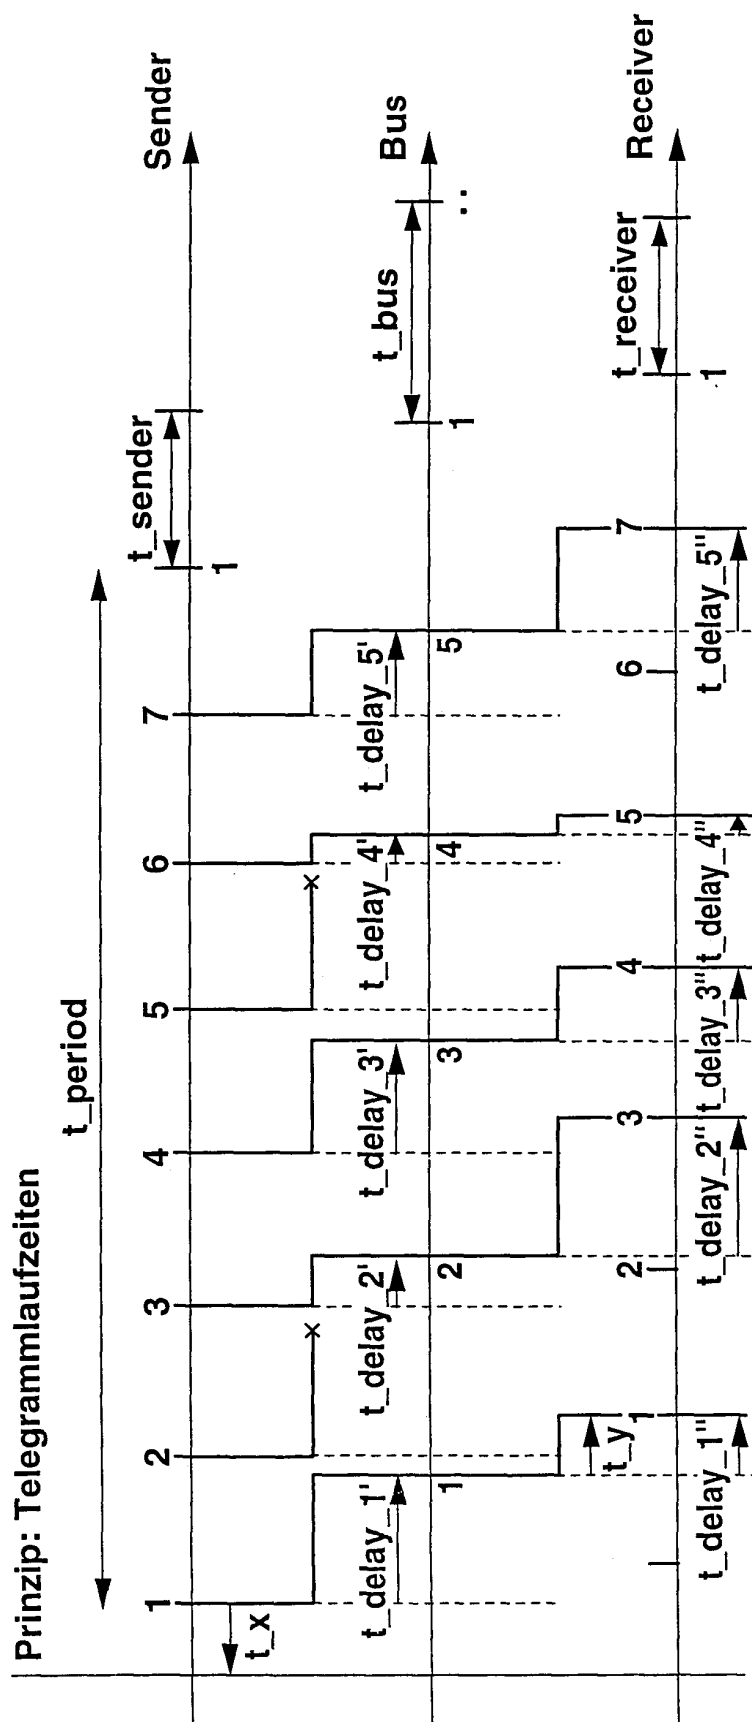 Prinzip: Telegrammlaufzeiten
t_period
t_sender
Sender
1
2
3
4
5
6
7
1
t_x
t_delay_1'
t_delay_2'
t_delay_3'
t_delay_4'
t_delay_5'
t_bus
Bus
1
2
3
4
5
1
..
t_y
t_receiver
Receiver
1
2
3
4
5
6
7
1
t_delay_1"
t_delay_2"
t_delay_3"
t_delay_4"
t_delay_5"